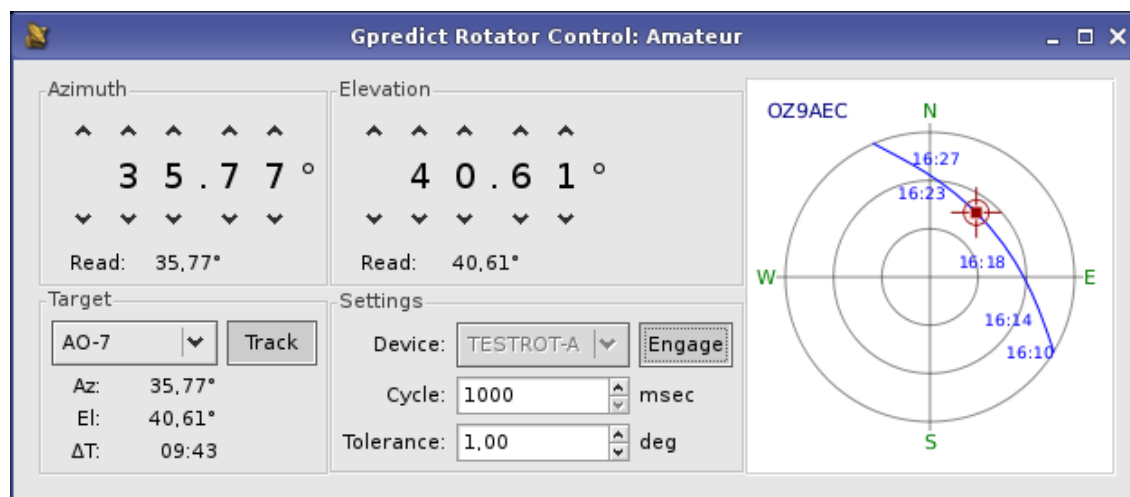 Gpredict Rotator Control: Amateur
Azimuth
35.77°
Read: 35,77°
Elevation
40.61°
Read: 40,61°
Target
AO-7 Track
Az: 35,77°
El: 40,61°
ΔT: 09:43
Settings
Device: TESTROT-A Engage
Cycle: 1000 msec
Tolerance: 1,00 deg
OZ9AEC
N
16:27
16:23
16:18
W
E
16:14
16:10
S